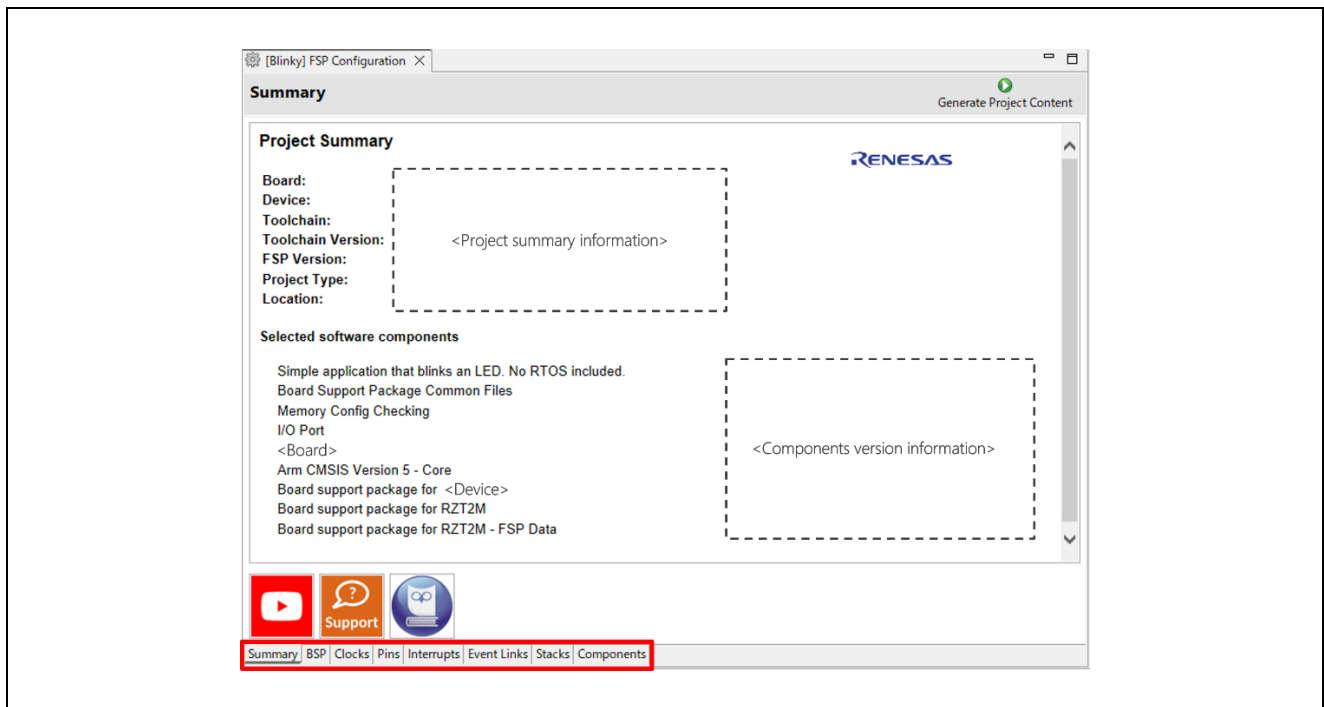 [Blinky] FSP Configuration
Summary
Generate Project Content
Project Summary
RENESAS
Board:
Device:
Toolchain:
Toolchain Version:
FSP Version:
Project Type:
Location:
<Project summary information>
Selected software components
Simple application that blinks an LED. No RTOS included.
Board Support Package Common Files
Memory Config Checking
I/O Port
<Board>
Arm CMSIS Version 5 - Core
Board support package for <Device>
Board support package for RZT2M
Board support package for RZT2M - FSP Data
<Components version information>
Support
Summary BSP Clocks Pins Interrupts Event Links Stacks Components